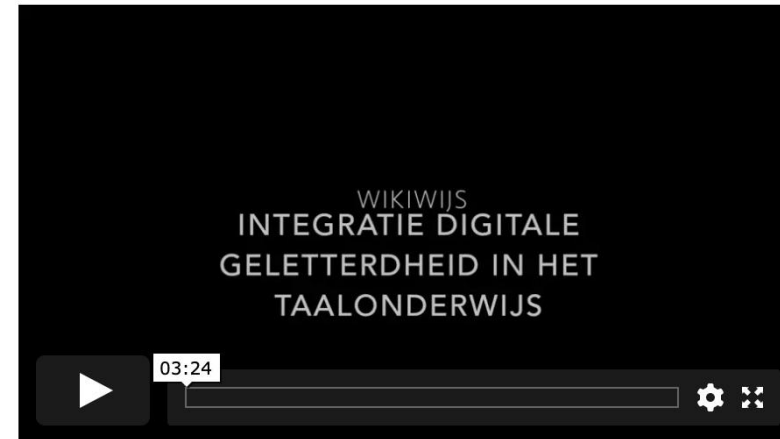 WIKIWIJS
INTEGRATIE DIGITALE
GELETTERDHEID IN HET
TAALONDERWIJS
03:24